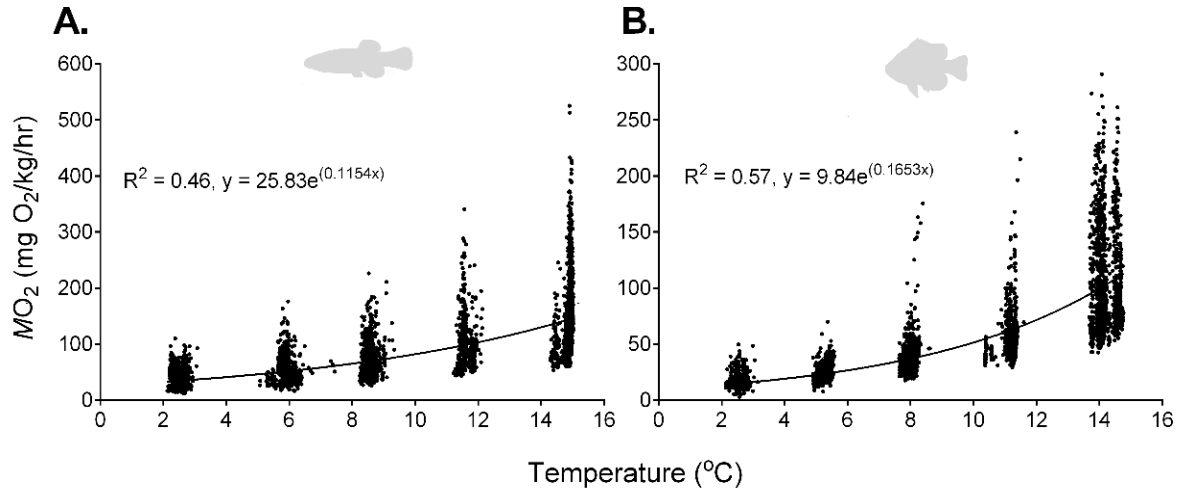 A.
B.
600
500
400
300
200
100
0
300
250
200
150
100
50
0
R² = 0.46, y = 25.83e^(0.1154x)
R² = 0.57, y = 9.84e^(0.1653x)
MO₂ (mg O₂/kg/hr)
0 2 4 6 8 10 12 14 16
0 2 4 6 8 10 12 14 16
Temperature (°C)